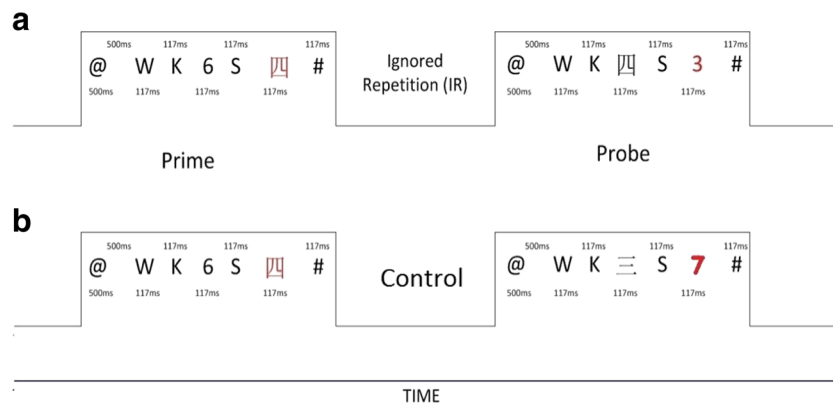 a
500ms 117ms 117ms 117ms
@ W K 6 S 四 #
500ms 117ms 117ms 117ms
Prime
Ignored
Repetition (IR)
500ms 117ms 117ms 117ms
@ W K 四 S 3 #
500ms 117ms 117ms 117ms
Probe
b
500ms 117ms 117ms 117ms
@ W K 6 S 四 #
500ms 117ms 117ms 117ms
Control
500ms 117ms 117ms 117ms
@ W K 三 S 7 #
500ms 117ms 117ms 117ms
TIME